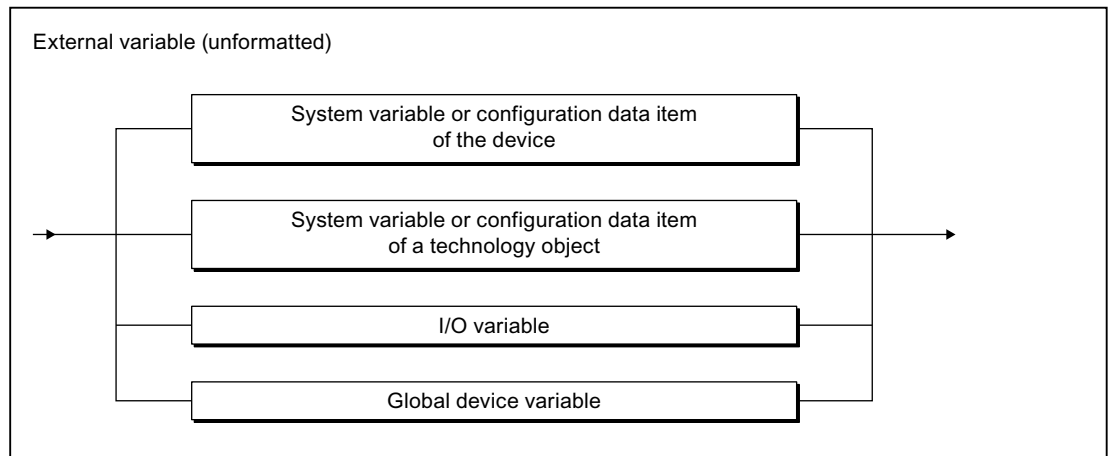 External variable (unformatted)
System variable or configuration data item
of the device
System variable or configuration data item
of a technology object
I/O variable
Global device variable